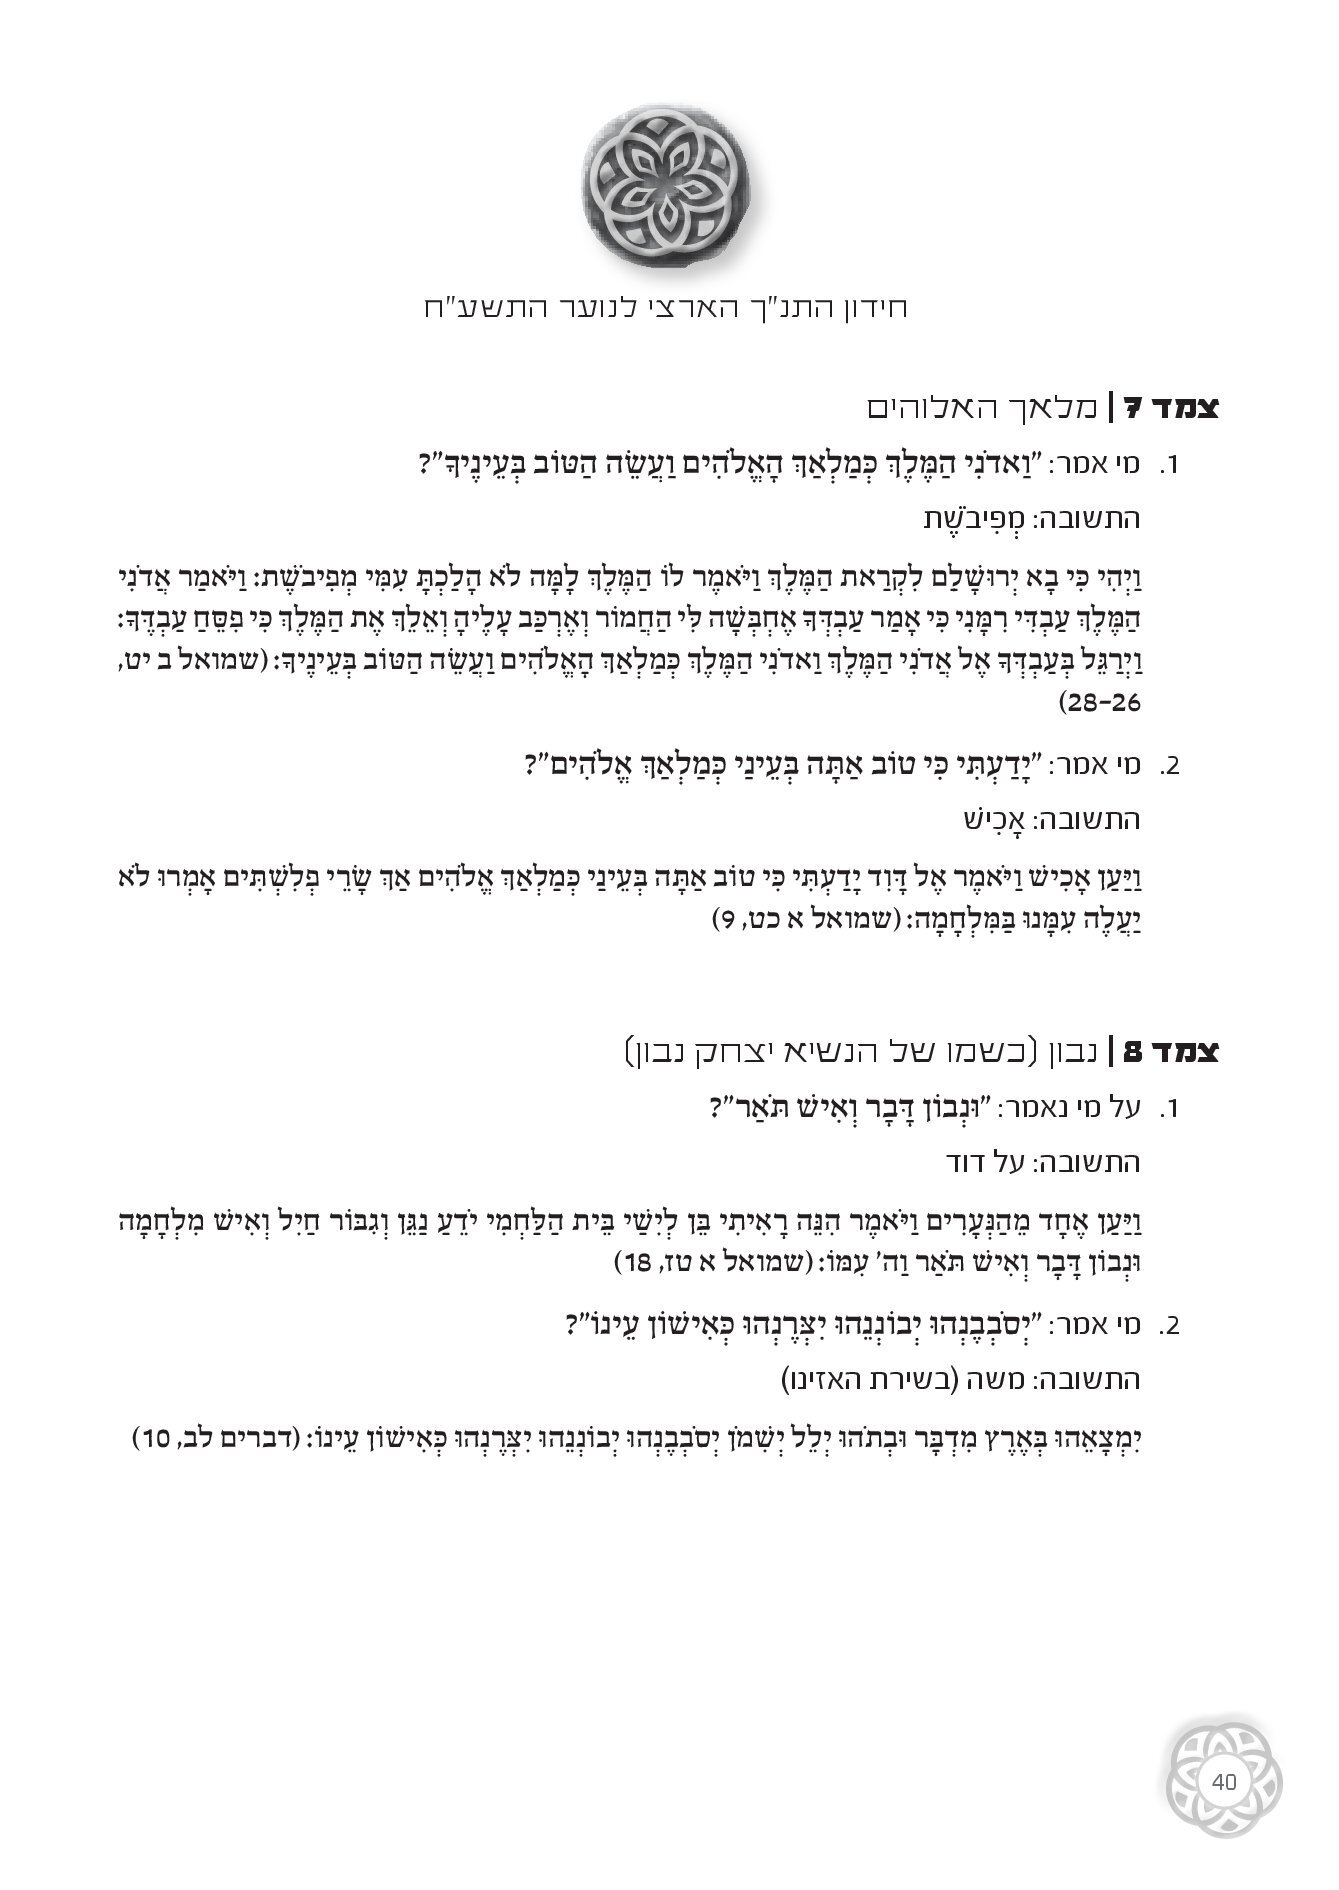 חידון התנ"ך הארצי לנוער התשע"ח
צמד 7 | מלאך האלוהים
1. מי אמר: "וַאדֹנִי הַמֶּלֶךְ כְּמַלְאַךְ הָאֱלֹהִים וַעֲשֵׂה הַטּוֹב בְּעֵינֶיךָ"?
התשובה: מְפִיבֹשֶׁת
וַיְהִי כִּי בָא יְרוּשָׁלִַם לִקְרַאת הַמֶּלֶךְ וַיֹּאמֶר לוֹ הַמֶּלֶךְ לָמָּה לֹא הָלַכְתָּ עִמִּי מְפִיבֹשֶׁת: וַיֹּאמַר אֲדֹנִי
הַמֶּלֶךְ עַבְדִּי רִמָּנִי כִּי אָמַר עַבְדְּךָ אֶחְבְּשָׁה לִּי הַחֲמוֹר וְאֶרְכַּב עָלֶיהָ וְאֵלֵךְ אֶת הַמֶּלֶךְ כִּי פִסֵּחַ עַבְדֶּךָ:
וַיְרַגֵּל בְּעַבְדְּךָ אֶל אֲדֹנִי הַמֶּלֶךְ וַאדֹנִי הַמֶּלֶךְ כְּמַלְאַךְ הָאֱלֹהִים וַעֲשֵׂה הַטּוֹב בְּעֵינֶיךָ: (שמואל ב יט,
26–28)
2. מי אמר: "יָדַעְתִּי כִּי טוֹב אַתָּה בְּעֵינַי כְּמַלְאַךְ אֱלֹהִים"?
התשובה: אָכִישׁ
וַיַּעַן אָכִישׁ וַיֹּאמֶר אֶל דָּוִד יָדַעְתִּי כִּי טוֹב אַתָּה בְּעֵינַי כְּמַלְאַךְ אֱלֹהִים אַךְ שָׂרֵי פְלִשְׁתִּים אָמְרוּ לֹא
יַעֲלֶה עִמָּנוּ בַּמִּלְחָמָה: (שמואל א כט, 9)
צמד 8 | נבון (כשמו של הנשיא יצחק נבון)
1. על מי נאמר: "וּנְבוֹן דָּבָר וְאִישׁ תֹּאַר"?
התשובה: על דוד
וַיַּעַן אֶחָד מֵהַנְּעָרִים וַיֹּאמֶר הִנֵּה רָאִיתִי בֵּן לְיִשַׁי בֵּית הַלַּחְמִי יֹדֵעַ נַגֵּן וְגִבּוֹר חַיִל וְאִישׁ מִלְחָמָה
וּנְבוֹן דָּבָר וְאִישׁ תֹּאַר וַה' עִמּוֹ: (שמואל א טז, 18)
2. מי אמר: "יְסֹבְבֶנְהוּ יְבוֹנְנֵהוּ יִצְּרֶנְהוּ כְּאִישׁוֹן עֵינוֹ"?
התשובה: משה (בשירת האזינו)
יִמְצָאֵהוּ בְּאֶרֶץ מִדְבָּר וּבְתֹהוּ יְלֵל יְשִׁמֹן יְסֹבְבֶנְהוּ יְבוֹנְנֵהוּ יִצְּרֶנְהוּ כְּאִישׁוֹן עֵינוֹ: (דברים לב, 10)
40